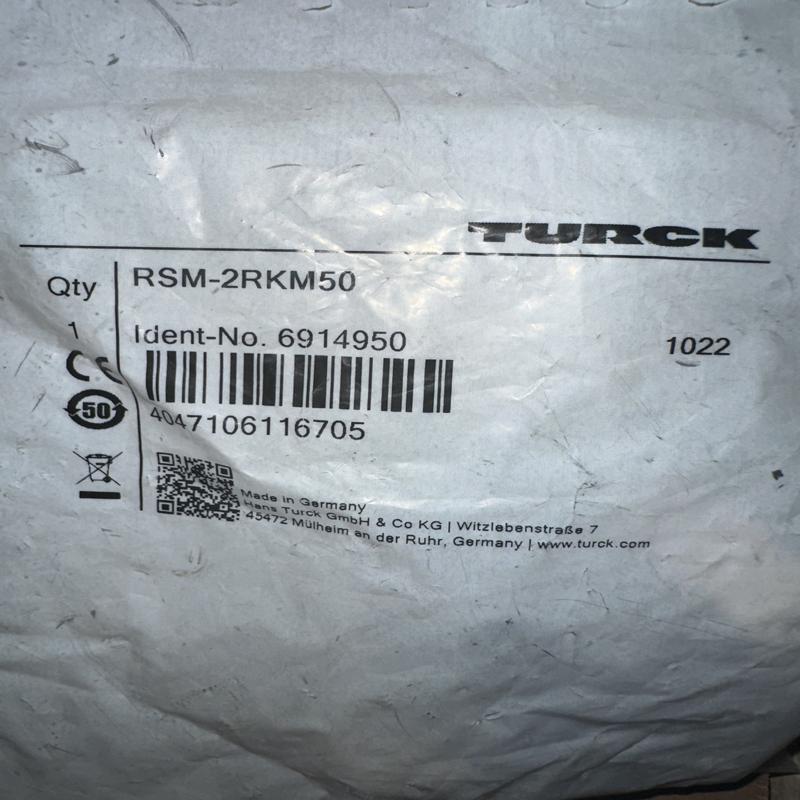 TURCK
Qty
RSM-2RKM50
1
Ident-No. 6914950
1022
CE
50
4047106116705
Made in Germany
Hans Turck GmbH & Co KG | Witzlebenstraße 7
45472 Mülheim an der Ruhr, Germany | www.turck.com